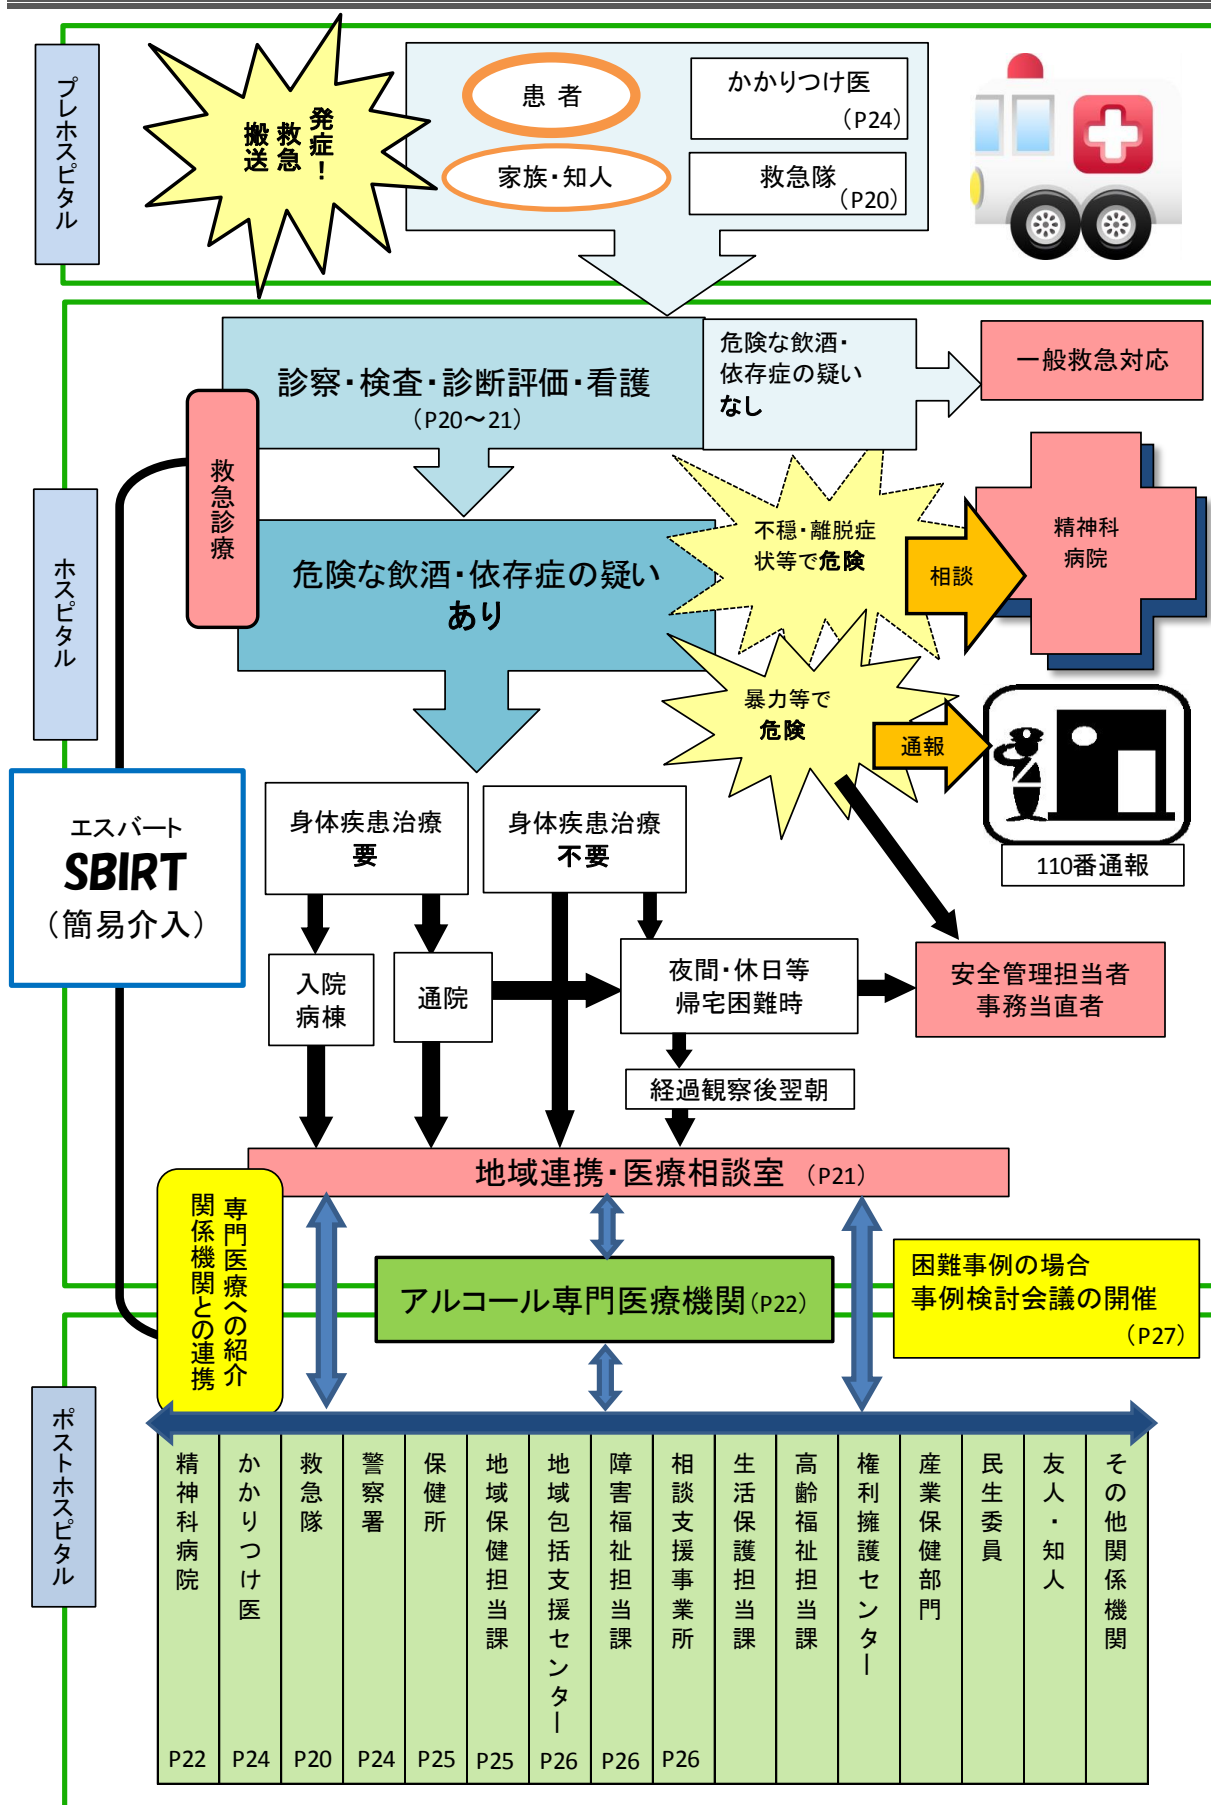 プレホスピタル
発症！
救急
搬送
患 者
かかりつけ医
（P24）
家族・知人
救急隊
（P20）
ホスピタル
診察・検査・診断評価・看護
（P20～21）
危険な飲酒・
依存症の疑い
なし
一般救急対応
救急診療
危険な飲酒・依存症の疑い
あり
不穏・離脱症
状等で危険
相談
精神科
病院
暴力等で
危険
通報
110番通報
エスバート
SBIRT
（簡易介入）
身体疾患治療
要
身体疾患治療
不要
入院
病棟
通院
夜間・休日等
帰宅困難時
安全管理担当者
事務当直者
経過観察後翌朝
地域連携・医療相談室 （P21）
専門医療への紹介
関係機関との連携
アルコール専門医療機関（P22）
困難事例の場合
事例検討会議の開催
（P27）
ポストホスピタル
精神科病院
P22
かかりつけ医
P24
救急隊
P20
警察署
P24
保健所
P25
地域保健担当課
P25
地域包括支援センター
P26
障害福祉担当課
P26
相談支援事業所
P26
生活保護担当課
高齢福祉担当課
権利擁護センター
産業保健部門
民生委員
友人・知人
その他関係機関